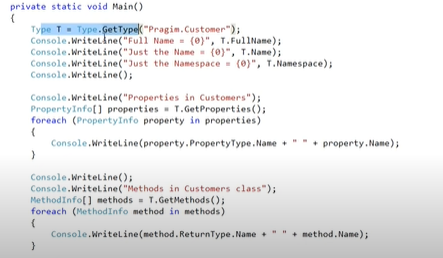 private static void Main()
{
    Type T = Type.GetType("Pragim.Customer");
    Console.WriteLine("Full Name = {0}", T.FullName);
    Console.WriteLine("Just the Name = {0}", T.Name);
    Console.WriteLine("Just the Namespace = {0}", T.Namespace);
    Console.WriteLine();

    Console.WriteLine("Properties in Customers");
    PropertyInfo[] properties = T.GetProperties();
    foreach (PropertyInfo property in properties)
    {
        Console.WriteLine(property.PropertyType.Name + " " + property.Name);
    }

    Console.WriteLine();
    Console.WriteLine("Methods in Customers class");
    MethodInfo[] methods = T.GetMethods();
    foreach (MethodInfo method in methods)
    {
        Console.WriteLine(method.ReturnType.Name + " " + method.Name);
    }